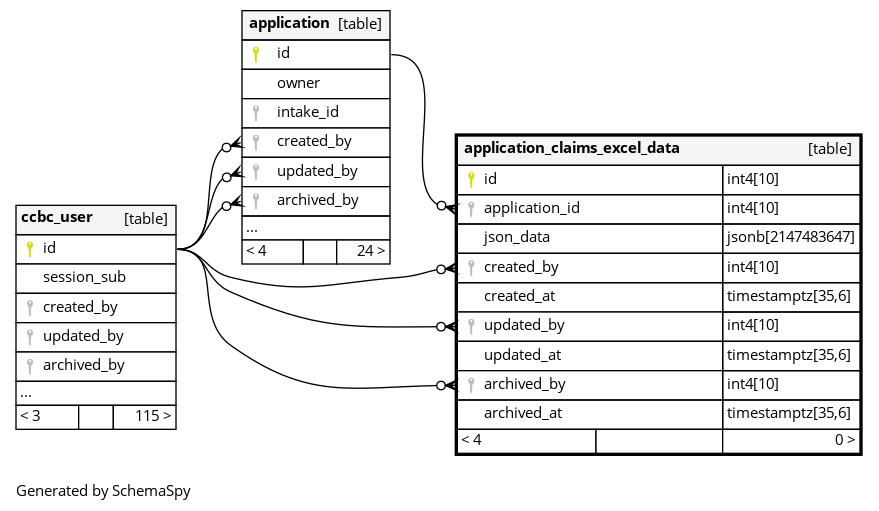 application [table]
id
owner
intake_id
created_by
updated_by
archived_by
...
< 4 24 >
application_claims_excel_data [table]
id int4[10]
application_id int4[10]
json_data jsonb[2147483647]
created_by int4[10]
created_at timestamptz[35,6]
updated_by int4[10]
updated_at timestamptz[35,6]
archived_by int4[10]
archived_at timestamptz[35,6]
< 4 0 >
ccbc_user [table]
id
session_sub
created_by
updated_by
archived_by
...
< 3 115 >
Generated by SchemaSpy